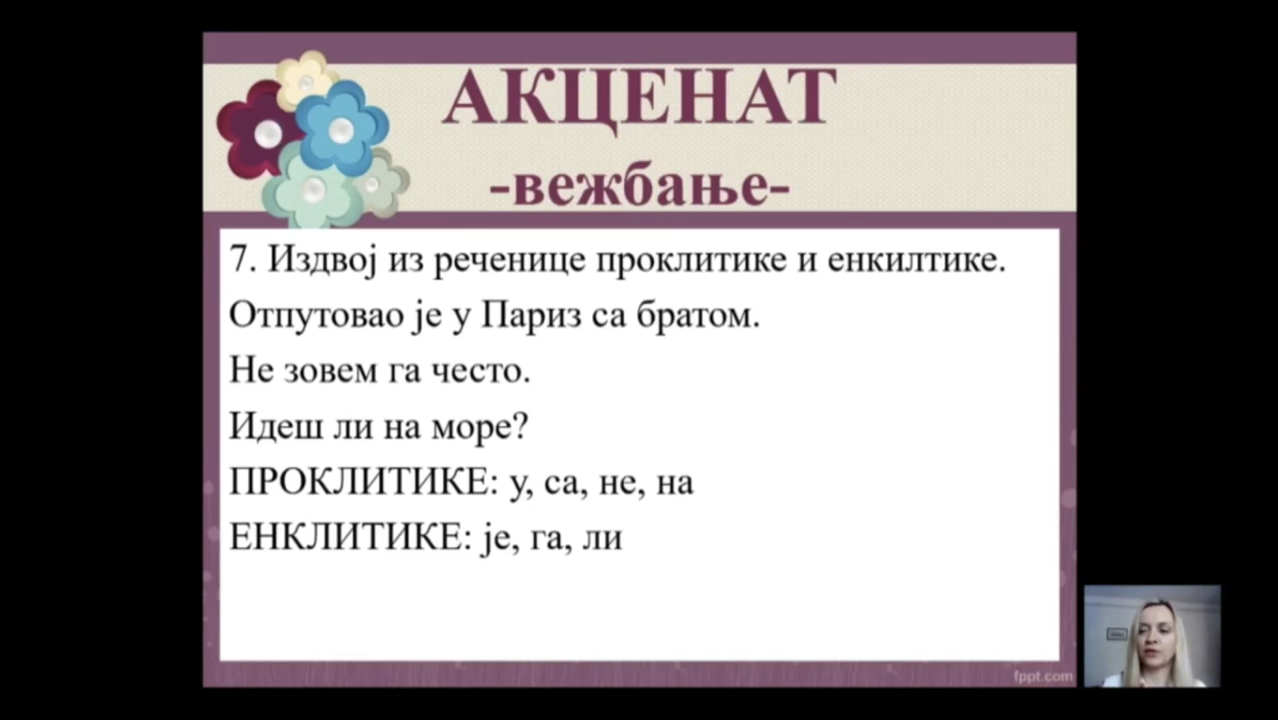 АКЦЕНАТ
-вежбање-
7. Издвој из реченице проклитике и енкилтике.
Отпутовао је у Париз са братом.
Не зовем га често.
Идеш ли на море?
ПРОКЛИТИКЕ: у, са, не, на
ЕНКЛИТИКЕ: је, га, ли
fppt.com